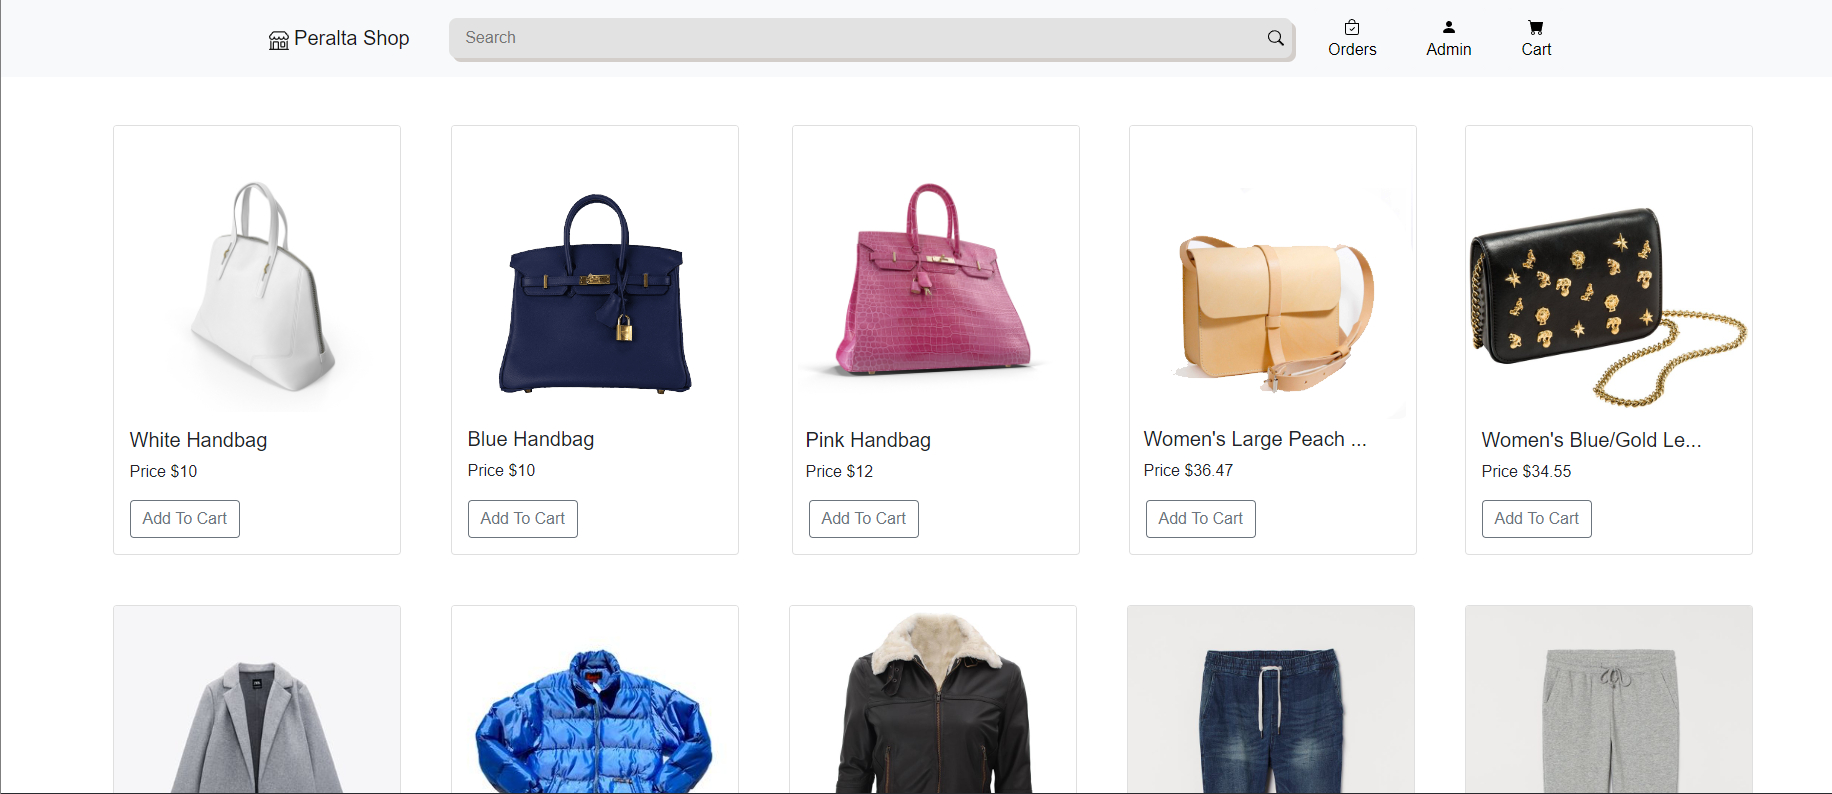 Peralta Shop
Search
Orders
Admin
Cart
White Handbag
Price $10
Add To Cart
Blue Handbag
Price $10
Add To Cart
Pink Handbag
Price $12
Add To Cart
Women's Large Peach ...
Price $36.47
Add To Cart
Women's Blue/Gold Le...
Price $34.55
Add To Cart